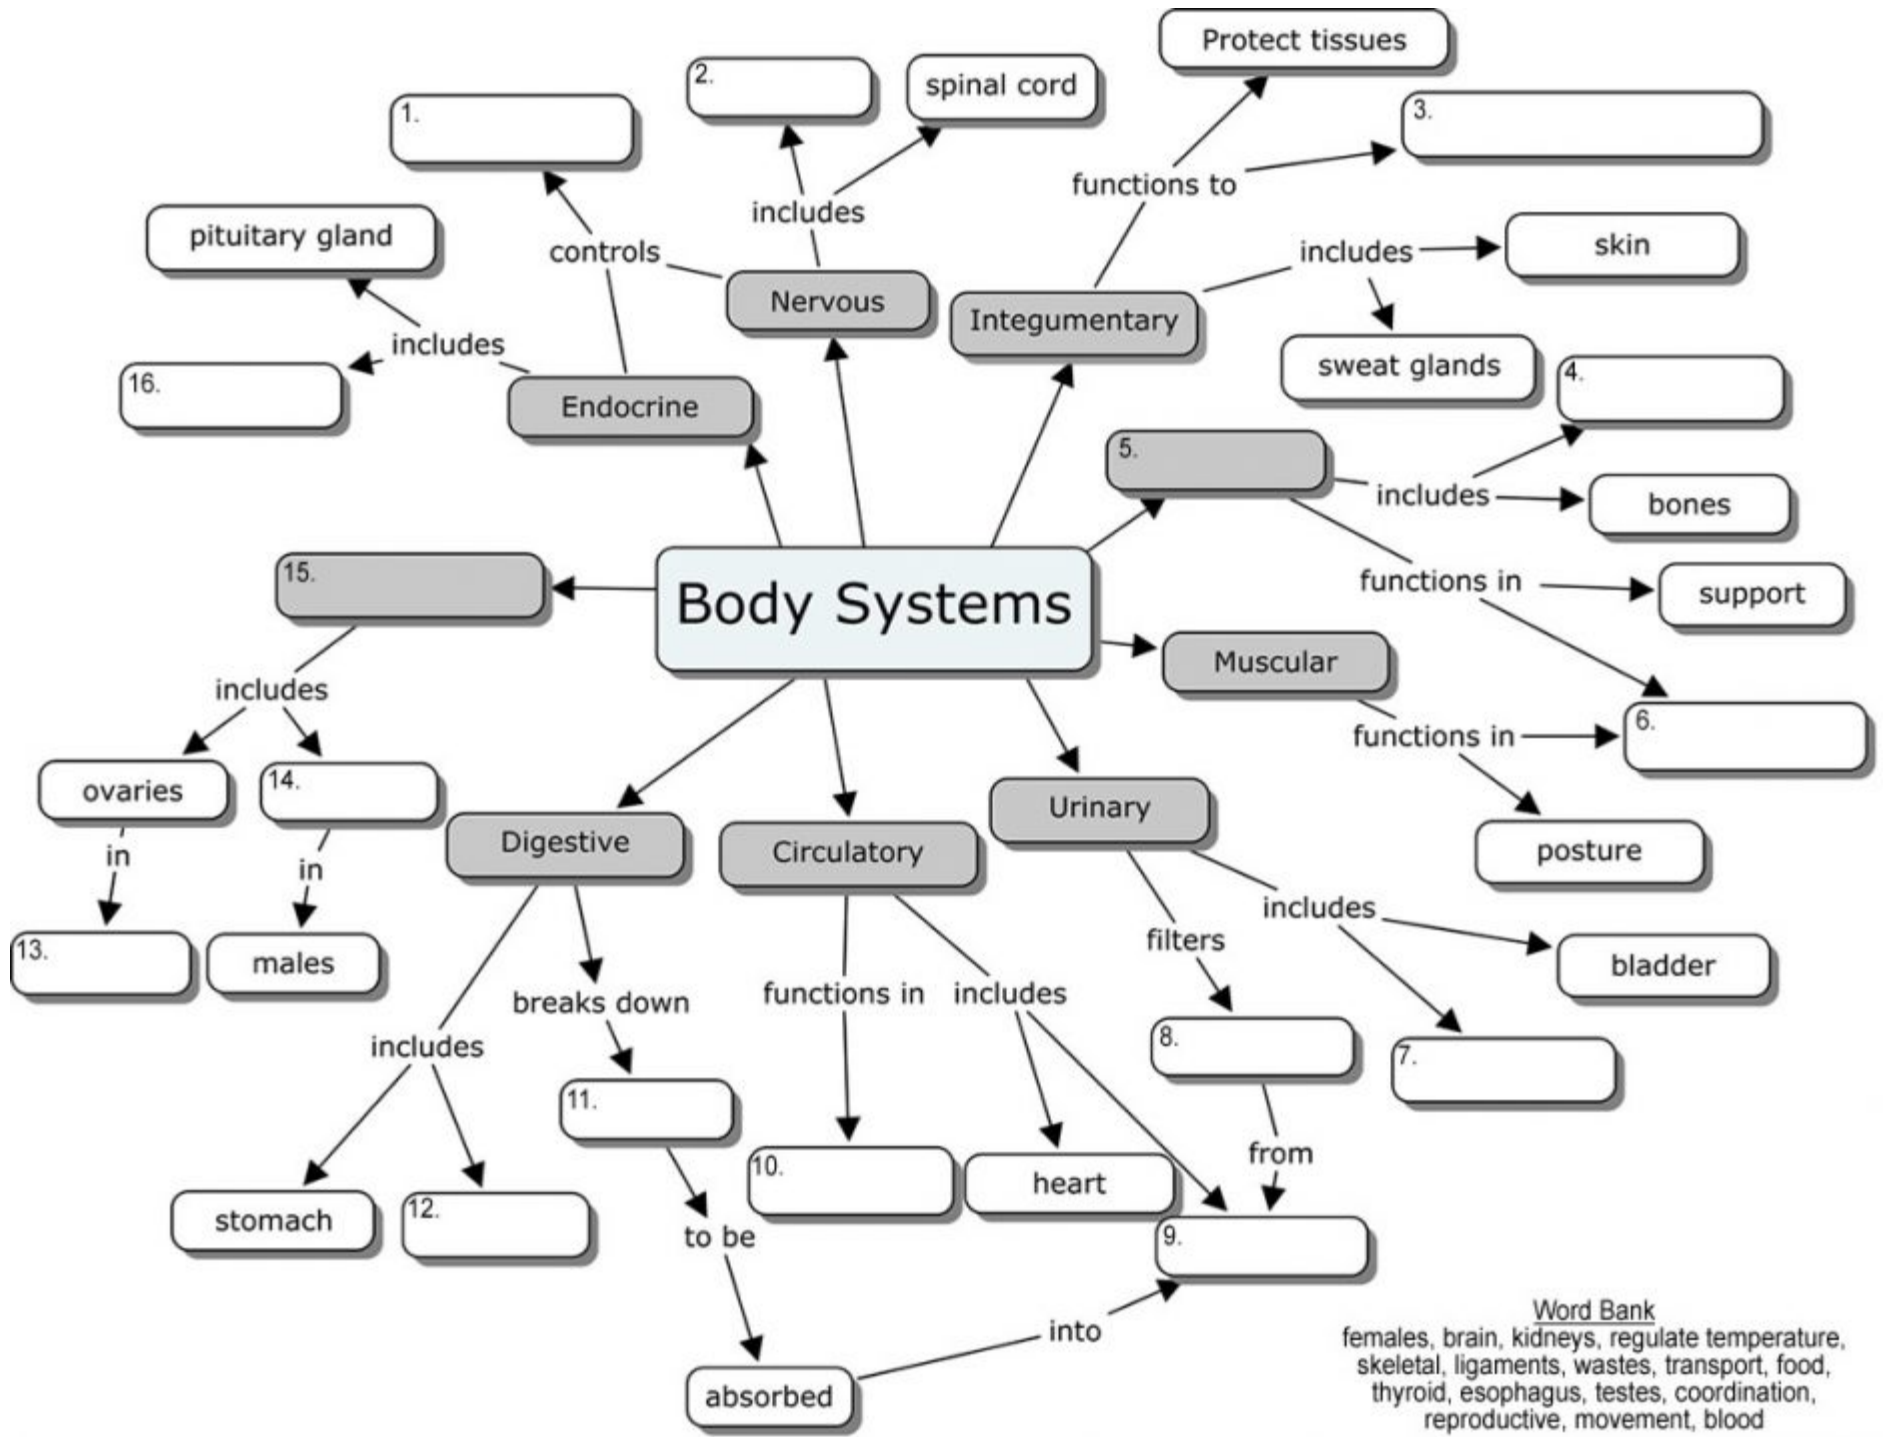 Protect tissues
2.
spinal cord
1.
3.
functions to
includes
pituitary gland
controls
includes
skin
Nervous
Integumentary
includes
sweat glands
16.
4.
Endocrine
5.
includes
bones
15.
Body Systems
functions in
support
Muscular
includes
6.
functions in
ovaries
14.
Urinary
Digestive
Circulatory
posture
in
in
includes
filters
13.
males
bladder
breaks down
functions in
includes
includes
8.
7.
11.
from
10.
heart
stomach
12.
to be
9.
into
absorbed
Word Bank
females, brain, kidneys, regulate temperature,
skeletal, ligaments, wastes, transport, food,
thyroid, esophagus, testes, coordination,
reproductive, movement, blood